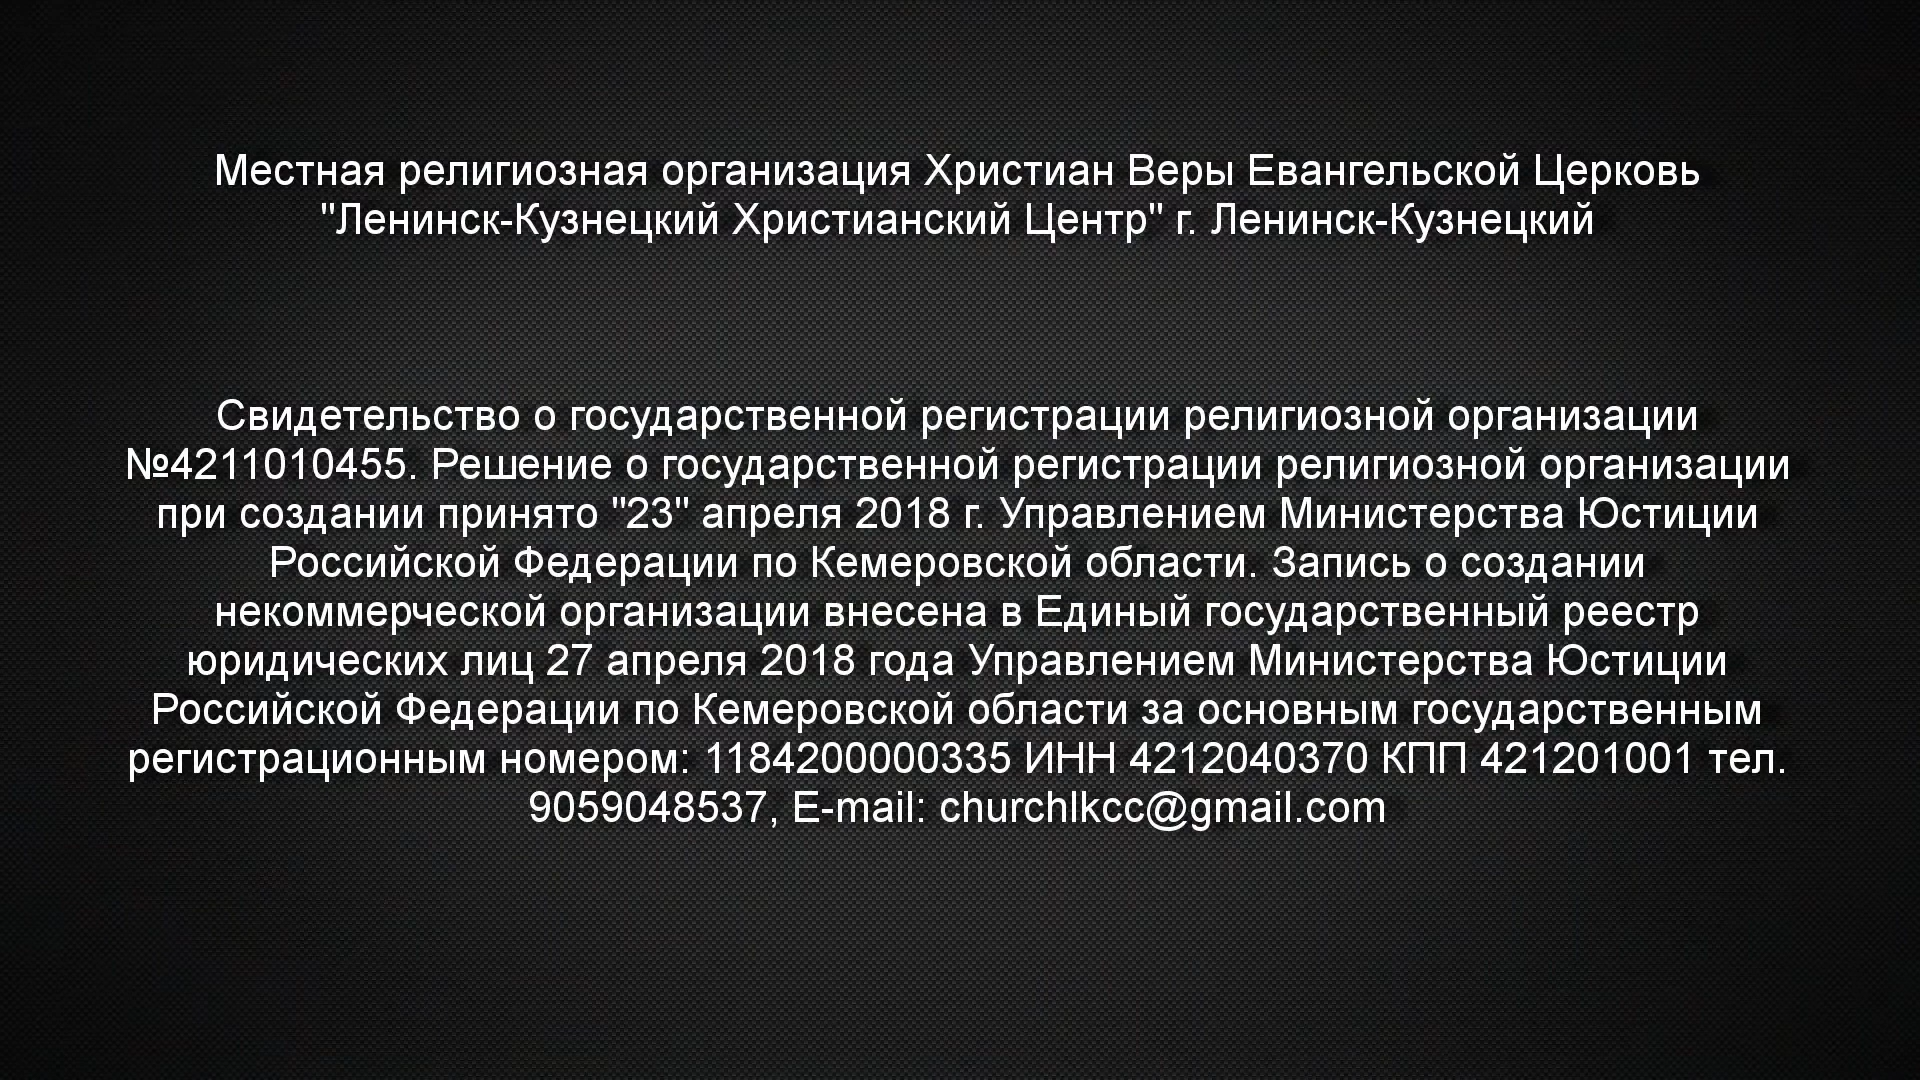 Местная религиозная организация Христиан Веры Евангельской Церковь
"Ленинск-Кузнецкий Христианский Центр" г. Ленинск-Кузнецкий
Свидетельство о государственной регистрации религиозной организации
№4211010455. Решение о государственной регистрации религиозной организации
при создании принято "23" апреля 2018 г. Управлением Министерства Юстиции
Российской Федерации по Кемеровской области. Запись о создании
некоммерческой организации внесена в Единый государственный реестр
юридических лиц 27 апреля 2018 года Управлением Министерства Юстиции
Российской Федерации по Кемеровской области за основным государственным
регистрационным номером: 1184200000335 ИНН 4212040370 КПП 421201001 тел.
9059048537, E-mail: churchlkcc@gmail.com